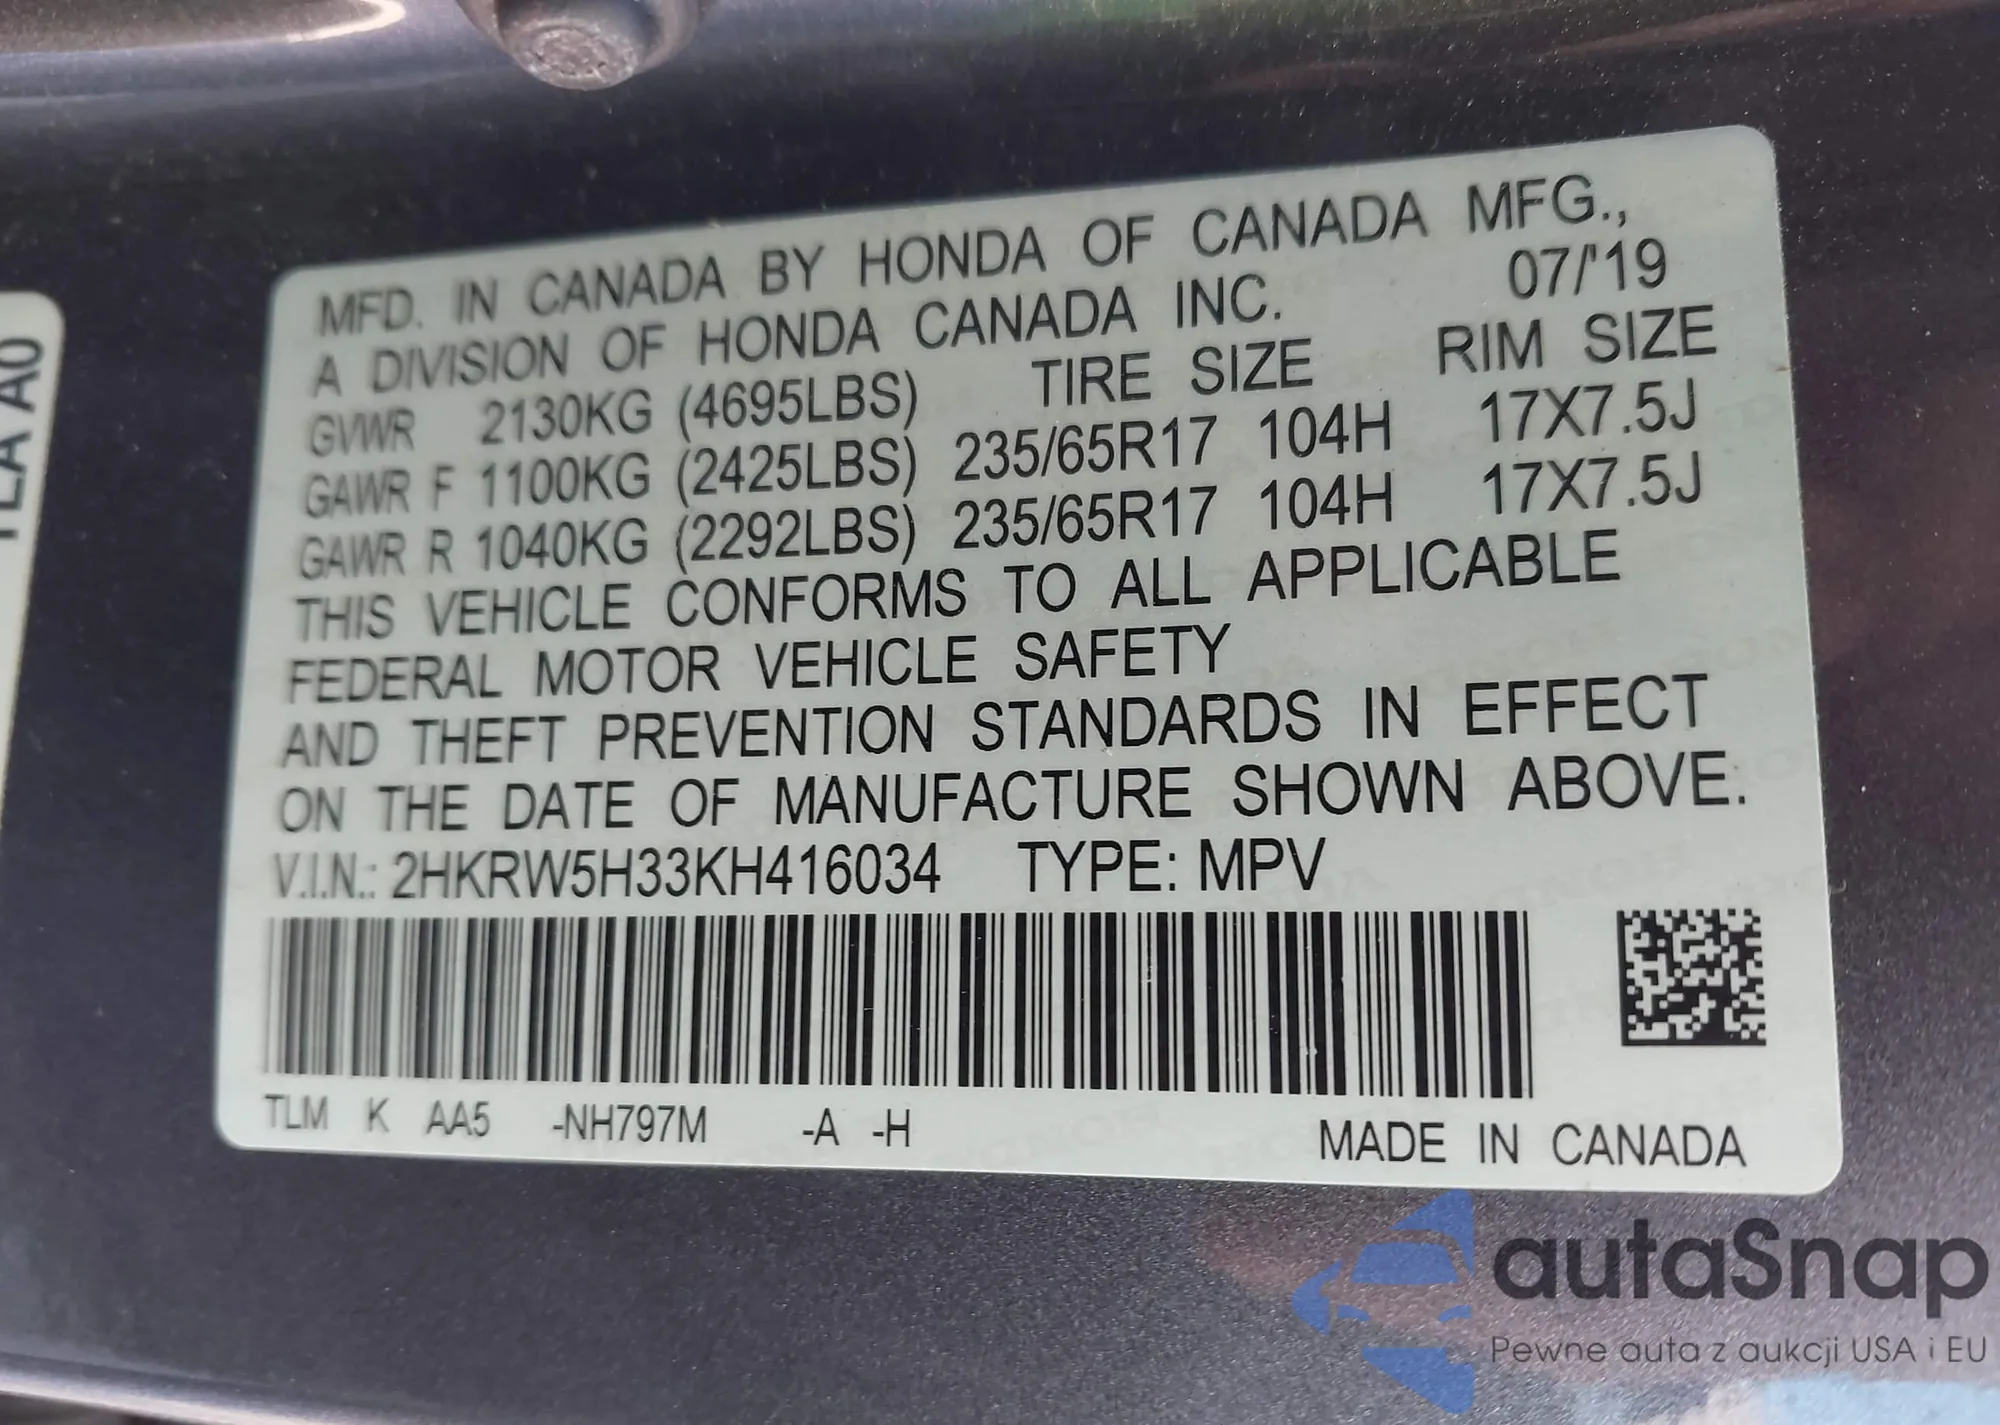 MFD. IN CANADA BY HONDA OF CANADA MFG.,
A DIVISION OF HONDA CANADA INC. 07/'19
GVWR 2130KG (4695LBS) TIRE SIZE RIM SIZE
GAWR F 1100KG (2425LBS) 235/65R17 104H 17X7.5J
GAWR R 1040KG (2292LBS) 235/65R17 104H 17X7.5J
THIS VEHICLE CONFORMS TO ALL APPLICABLE
FEDERAL MOTOR VEHICLE SAFETY
AND THEFT PREVENTION STANDARDS IN EFFECT
ON THE DATE OF MANUFACTURE SHOWN ABOVE.
V.I.N.: 2HKRW5H33KH416034 TYPE: MPV
TLM K AA5 -NH797M -A -H
MADE IN CANADA
TLA A0
autaSnap
Pewne auta z aukcji USA i EU